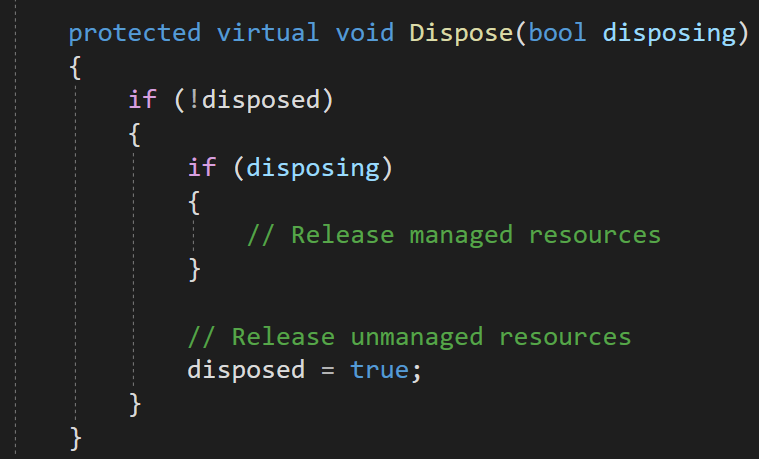 protected virtual void Dispose(bool disposing)
{
if (!disposed)
{
if (disposing)
{
// Release managed resources
}
// Release unmanaged resources
disposed = true;
}
}